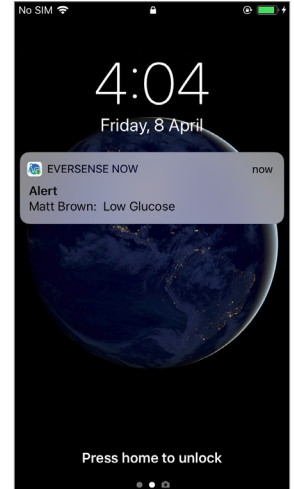 No SIM
4:04
Friday, 8 April
EVERSENSE NOW now
Alert
Matt Brown: Low Glucose
Press home to unlock